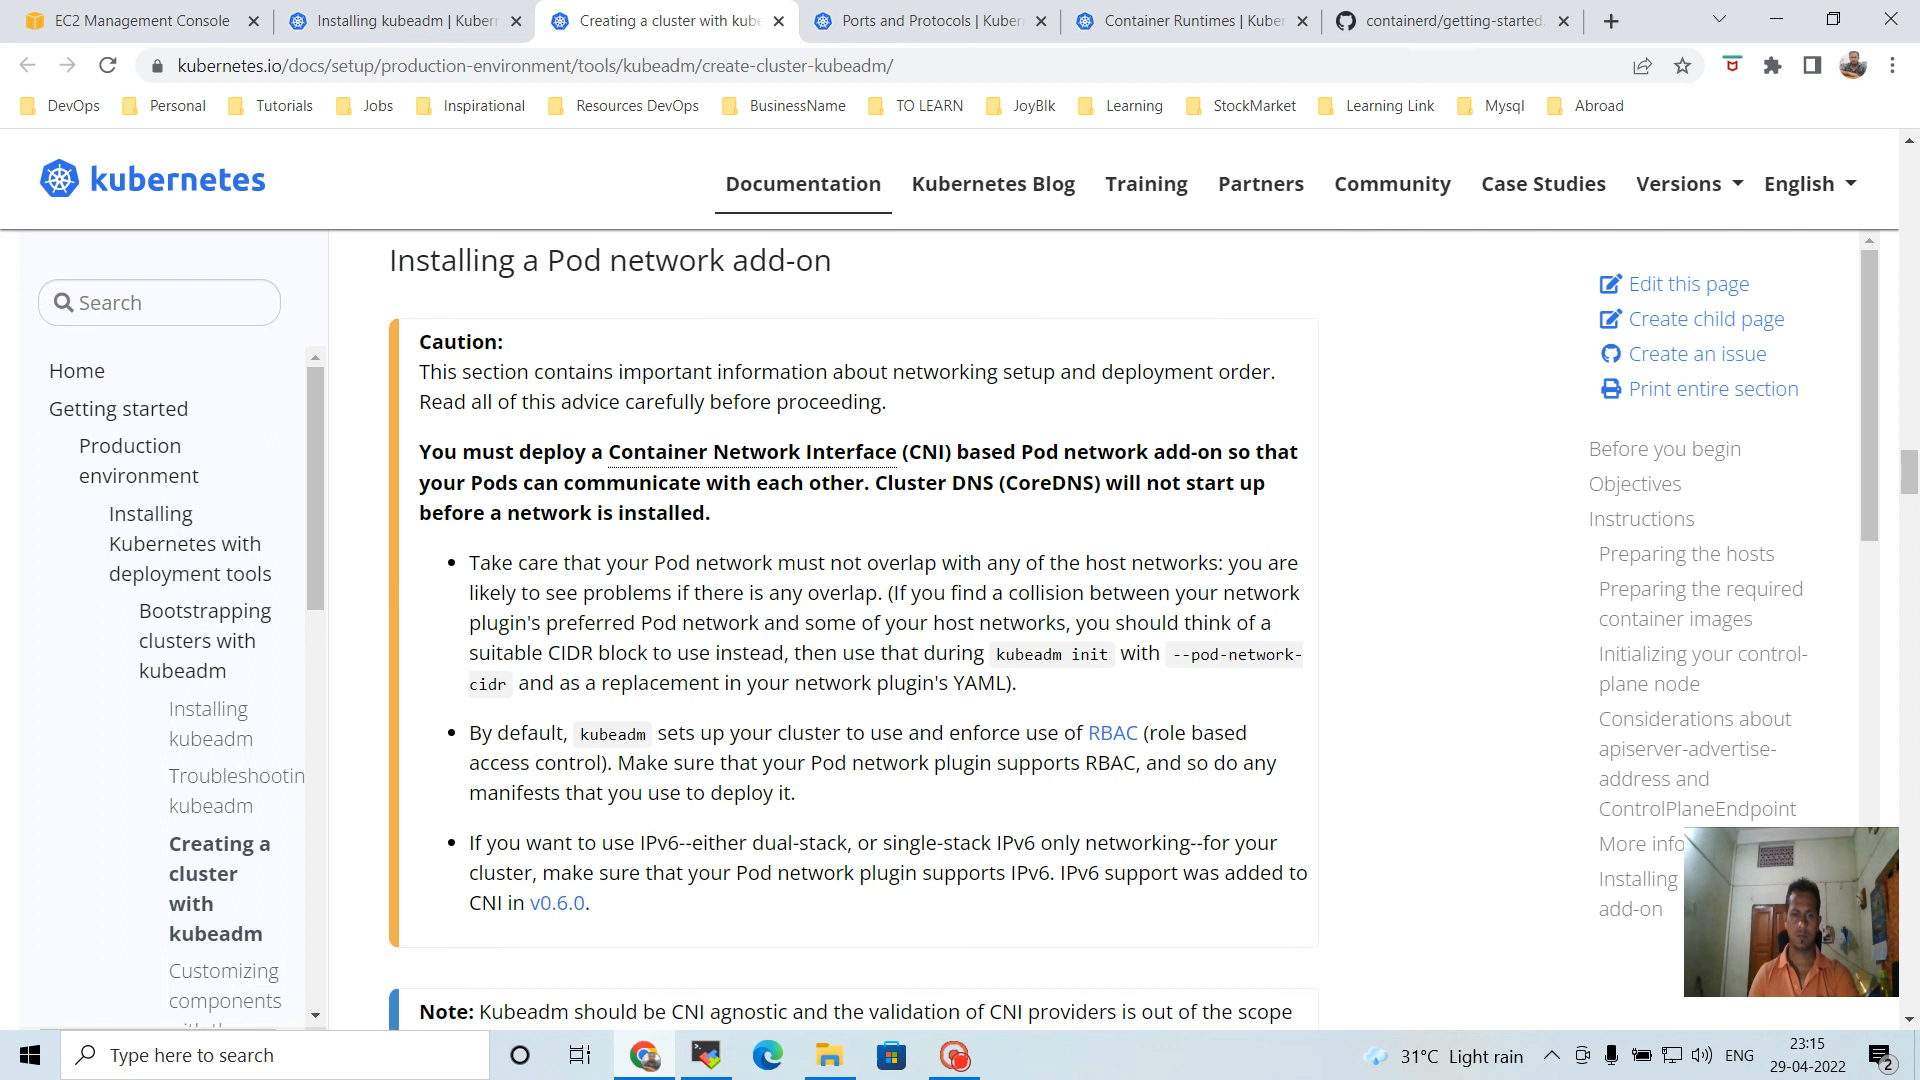 EC2 Management Console
Installing kubeadm | Kubern
Creating a cluster with kube
Ports and Protocols | Kubern
Container Runtimes | Kube
containerd/getting-started.
kubernetes.io/docs/setup/production-environment/tools/kubeadm/create-cluster-kubeadm/
DevOps
Personal
Tutorials
Jobs
Inspirational
Resources DevOps
BusinessName
TO LEARN
JoyBlk
Learning
StockMarket
Learning Link
Mysql
Abroad
kubernetes
Documentation
Kubernetes Blog
Training
Partners
Community
Case Studies
Versions
English
Search
Home
Getting started
Production
environment
Installing
Kubernetes with
deployment tools
Bootstrapping
clusters with
kubeadm
Installing
kubeadm
Troubleshootin
kubeadm
Creating a
cluster
with
kubeadm
Customizing
components
Installing a Pod network add-on
Caution:
This section contains important information about networking setup and deployment order.
Read all of this advice carefully before proceeding.
You must deploy a Container Network Interface (CNI) based Pod network add-on so that
your Pods can communicate with each other. Cluster DNS (CoreDNS) will not start up
before a network is installed.
Take care that your Pod network must not overlap with any of the host networks: you are
likely to see problems if there is any overlap. (If you find a collision between your network
plugin's preferred Pod network and some of your host networks, you should think of a
suitable CIDR block to use instead, then use that during kubeadm init with --pod-network-
cidr and as a replacement in your network plugin's YAML).
By default, kubeadm sets up your cluster to use and enforce use of RBAC (role based
access control). Make sure that your Pod network plugin supports RBAC, and so do any
manifests that you use to deploy it.
If you want to use IPv6--either dual-stack, or single-stack IPv6 only networking--for your
cluster, make sure that your Pod network plugin supports IPv6. IPv6 support was added to
CNI in v0.6.0.
Note: Kubeadm should be CNI agnostic and the validation of CNI providers is out of the scope
Edit this page
Create child page
Create an issue
Print entire section
Before you begin
Objectives
Instructions
Preparing the hosts
Preparing the required
container images
Initializing your control-
plane node
Considerations about
apiserver-advertise-
address and
ControlPlaneEndpoint
More info
Installing
add-on
Type here to search
31°C Light rain
ENG
23:15
29-04-2022
2